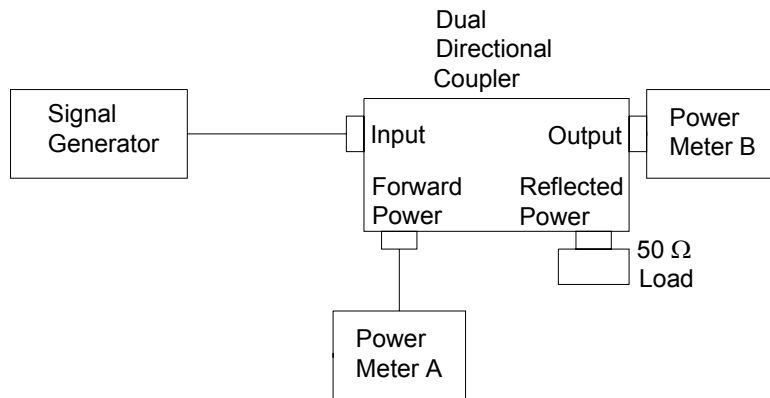 Dual
Directional
Coupler
Signal
Generator
Input
Output
Power
Meter B
Forward
Power
Reflected
Power
50 Ω
Load
Power
Meter A